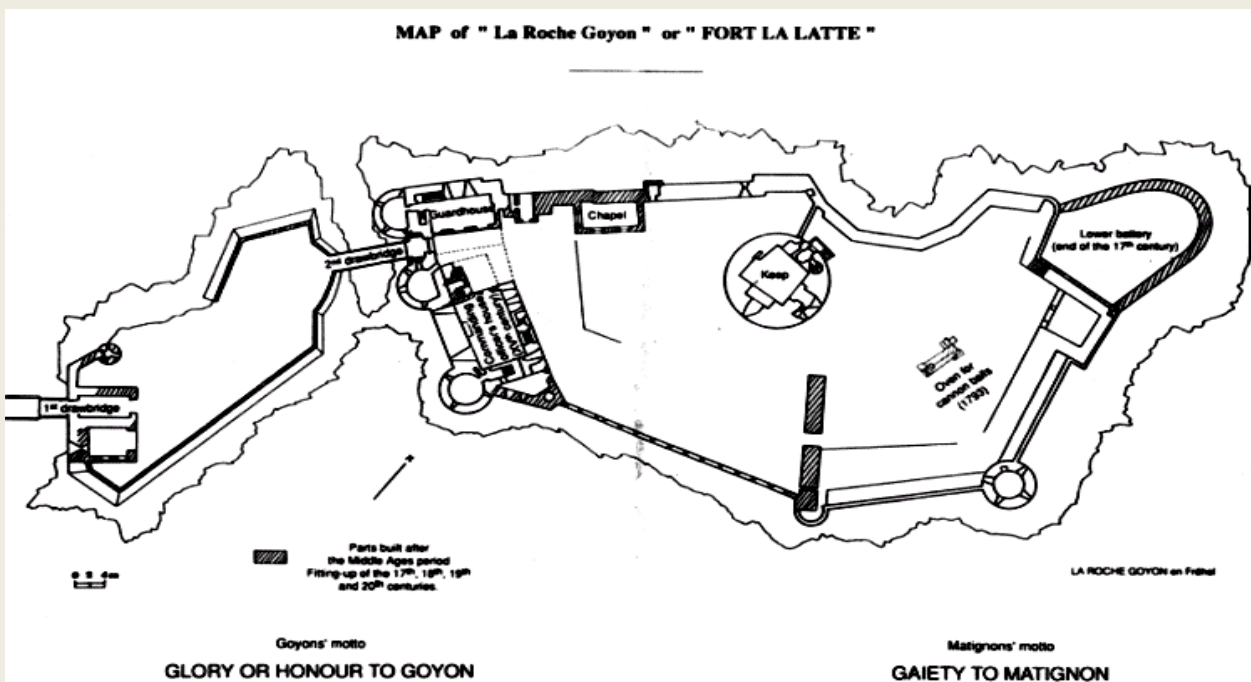 MAP of " La Roche Goyon " or " FORT LA LATTE "
Guardhouse
Chapel
2nd drawbridge
Keep
Lower battery
(end of the 17th century)
Commanding
officer's house
Oven for
cannon balls
(1793)
1st drawbridge
Parts built after
the Middle Ages period
Fitting-up of the 17th, 18th, 19th
and 20th centuries.
LA ROCHE GOYON en Fréhel
Goyons' motto
GLORY OR HONOUR TO GOYON
Matignons' motto
GAIETY TO MATIGNON